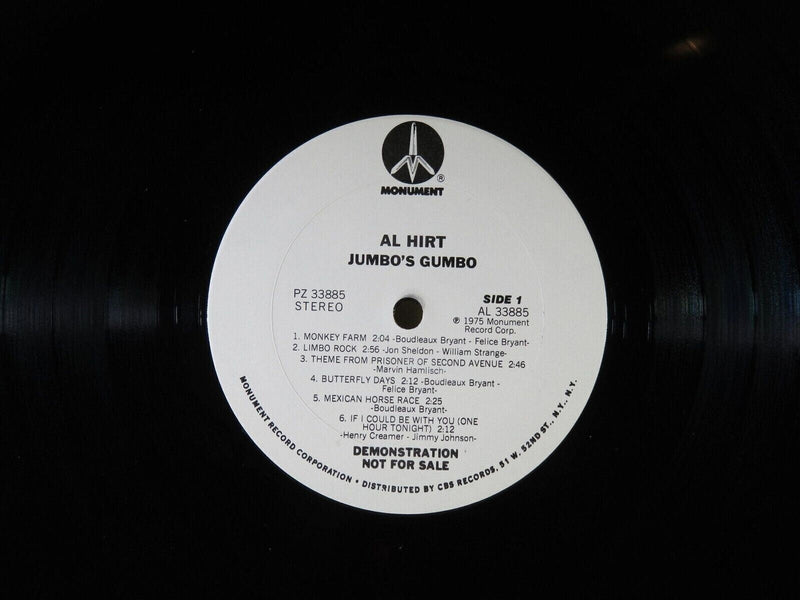 ®
MONUMENT
AL HIRT
JUMBO'S GUMBO
PZ 33885
STEREO
SIDE 1
AL 33885
℗ 1975 Monument
Record Corp.
1. MONKEY FARM 2:04 -Boudleaux Bryant - Felice Bryant-
2. LIMBO ROCK 2:56 -Jon Sheldon - William Strange-
3. THEME FROM PRISONER OF SECOND AVENUE 2:46
-Marvin Hamlisch-
4. BUTTERFLY DAYS 2:12 -Boudleaux Bryant -
Felice Bryant-
5. MEXICAN HORSE RACE 2:25
-Boudleaux Bryant-
6. IF I COULD BE WITH YOU (ONE
HOUR TONIGHT) 2:12
-Henry Creamer - Jimmy Johnson-
DEMONSTRATION
NOT FOR SALE
MONUMENT RECORD CORPORATION • DISTRIBUTED BY CBS RECORDS, 51 W. 52ND ST., N.Y., N.Y.